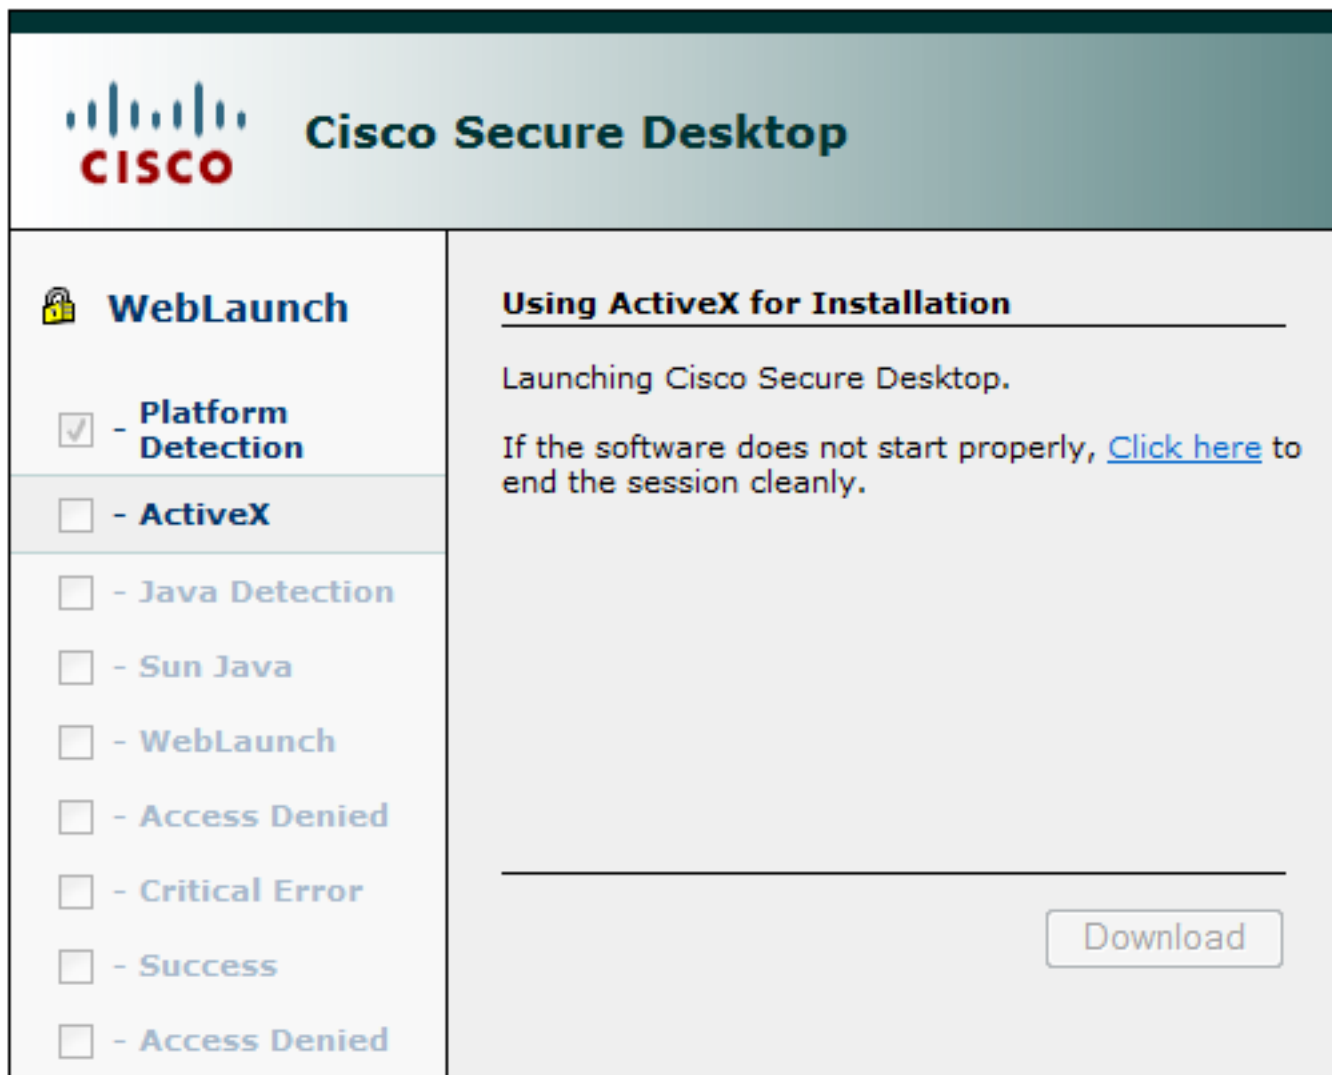 CISCO
Cisco Secure Desktop
WebLaunch
- Platform
Detection
- ActiveX
- Java Detection
- Sun Java
- WebLaunch
- Access Denied
- Critical Error
- Success
- Access Denied
Using ActiveX for Installation
Launching Cisco Secure Desktop.
If the software does not start properly, Click here to
end the session cleanly.
Download